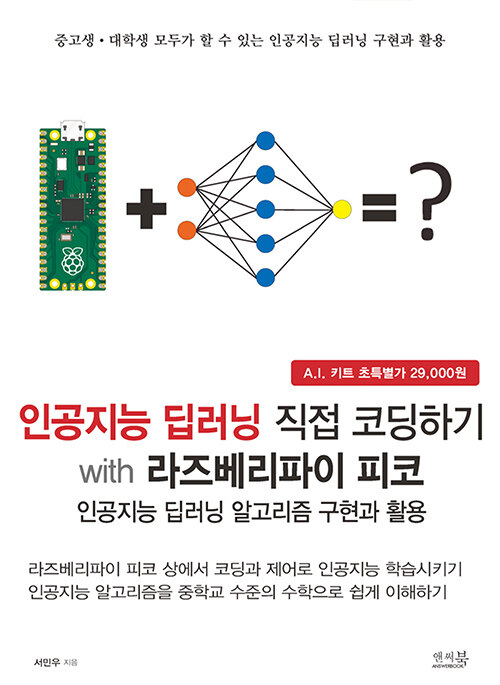 중고생 • 대학생 모두가 할 수 있는 인공지능 딥러닝 구현과 활용
+
= ?
A.I. 키트 초특별가 29,000원
인공지능 딥러닝 직접 코딩하기
with 라즈베리파이 피코
인공지능 딥러닝 알고리즘 구현과 활용
라즈베리파이 피코 상에서 코딩과 제어로 인공지능 학습시키기
인공지능 알고리즘을 중학교 수준의 수학으로 쉽게 이해하기
서민우 지음
앤써북
ANSWERBOOK